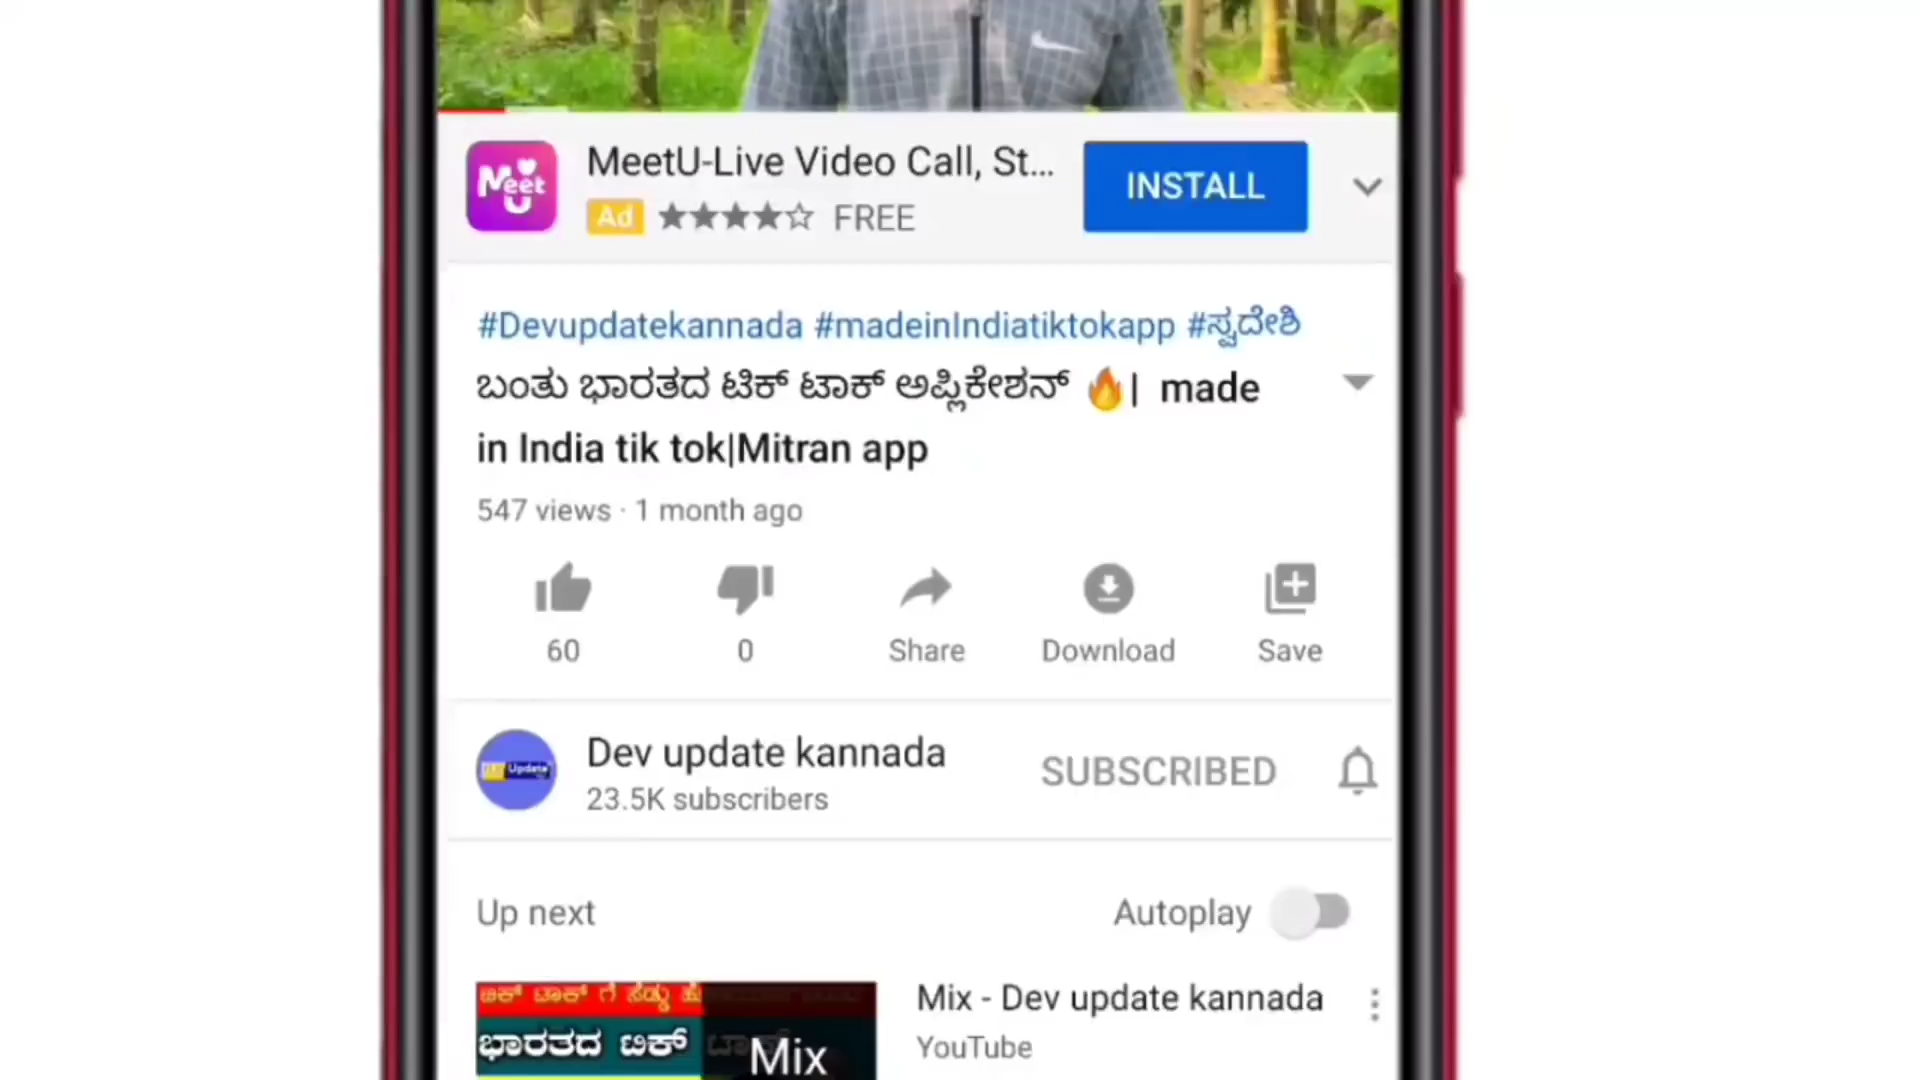 Meet U
MeetU-Live Video Call, St...
INSTALL
Ad
FREE
#Devupdatekannada #madeinIndiatiktokapp #ಸ್ವದೇಶಿ
ಬಂತು ಭಾರತದ ಟಿಕ್ ಟಾಕ್ ಅಪ್ಲಿಕೇಶನ್ 🔥| made
in India tik tok|Mitran app
547 views · 1 month ago
60
0
Share
Download
Save
Update
Dev update kannada
SUBSCRIBED
23.5K subscribers
Up next
Autoplay
ಟಾಕ್ ಗೆ ಸೆಡ್ಡು
ಭಾರತದ ಟಿಕ್ ಟಾಕ್
Mix
Mix - Dev update kannada
YouTube